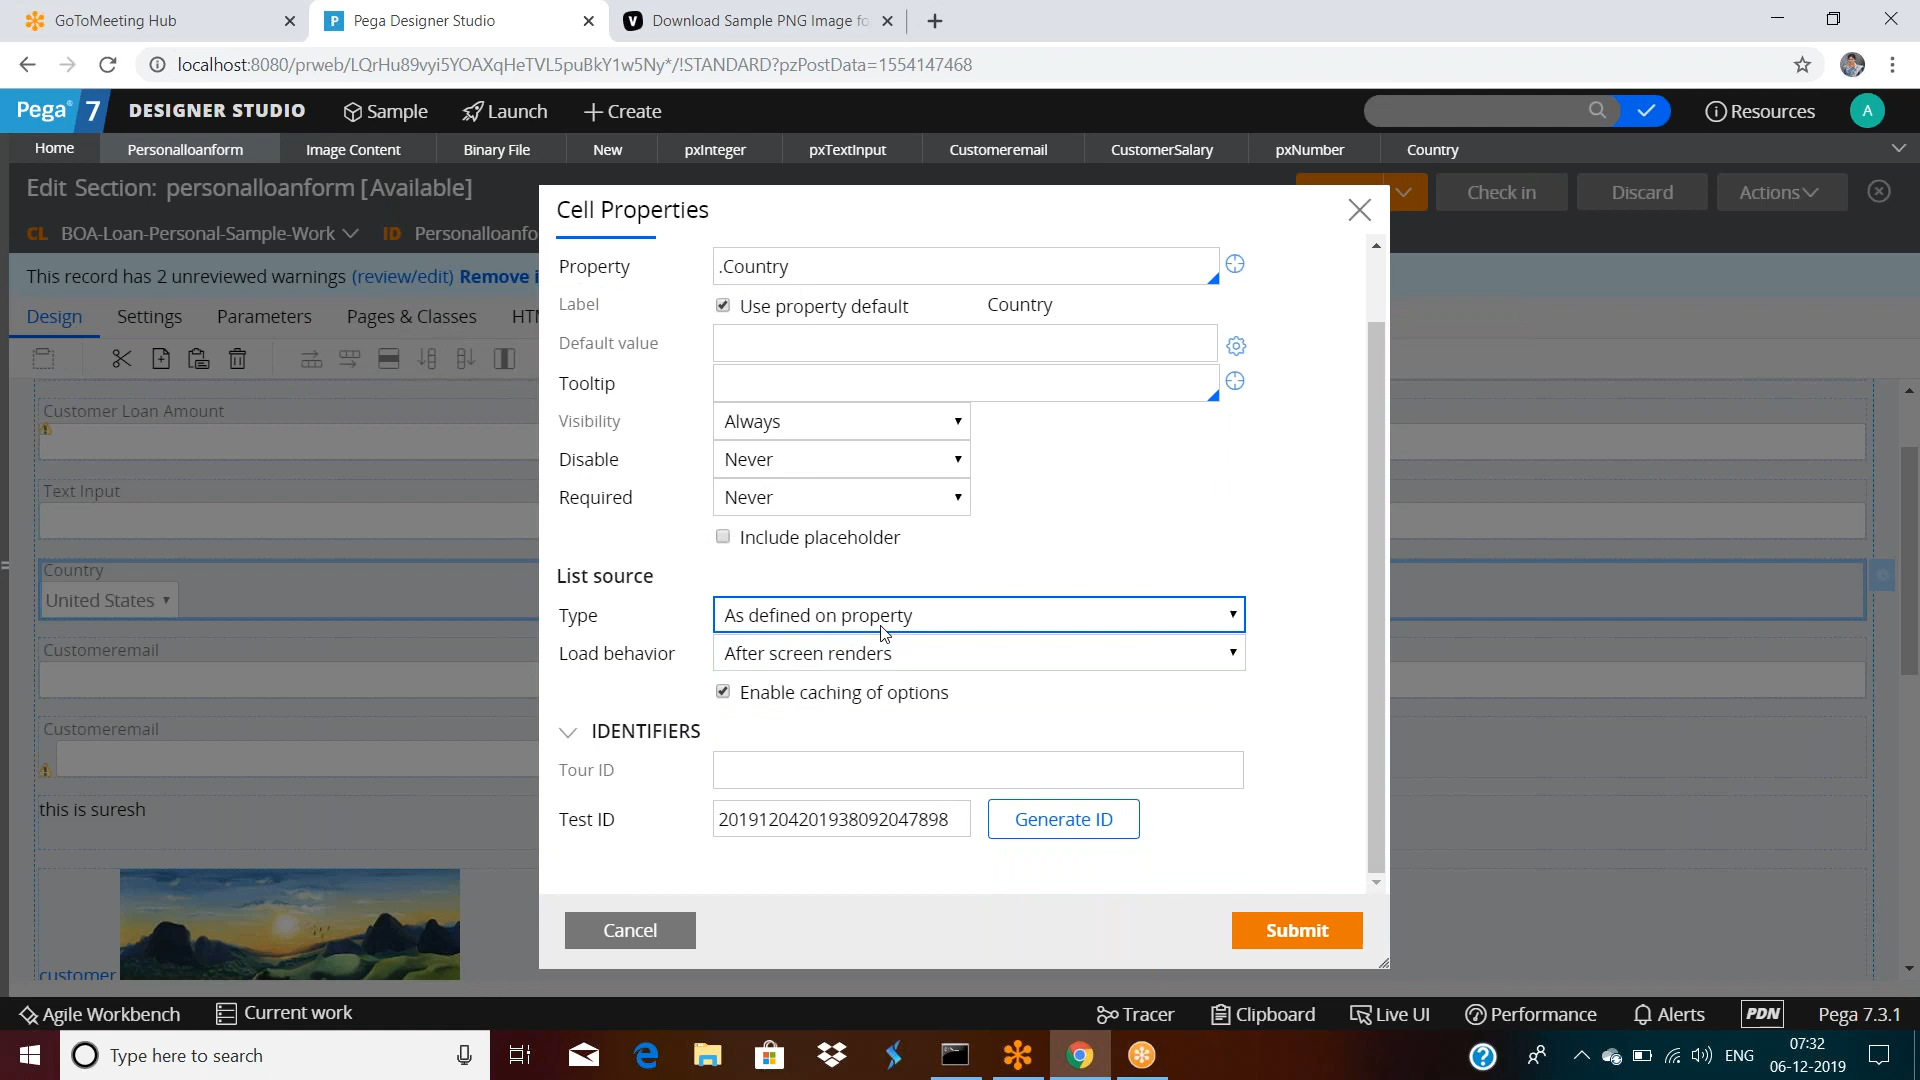 GoToMeeting Hub
Pega Designer Studio
Download Sample PNG Image fo
localhost:8080/prweb/LQrHu89vyi5YOAXqHeTVL5puBkY1w5Ny*/!STANDARD?pzPostData=1554147468
Pega 7 DESIGNER STUDIO Sample Launch Create Resources A
Home Personalloanform Image Content Binary File New pxInteger pxTextInput Customeremail CustomerSalary pxNumber Country
Edit Section: personalloanform [Available]
Check in Discard Actions
CL BOA-Loan-Personal-Sample-Work ID Personalloanfo
This record has 2 unreviewed warnings (review/edit) Remove i
Design Settings Parameters Pages & Classes HTM
Customer Loan Amount
Text Input
Country
United States
Customeremail
Customeremail
this is suresh
customer
Cell Properties
Property .Country
Label Use property default Country
Default value
Tooltip
Visibility Always
Disable Never
Required Never
Include placeholder
List source
Type As defined on property
Load behavior After screen renders
Enable caching of options
IDENTIFIERS
Tour ID
Test ID 20191204201938092047898 Generate ID
Cancel Submit
Agile Workbench Current work Tracer Clipboard Live UI Performance Alerts PDN Pega 7.3.1
Type here to search
ENG
07:32
06-12-2019